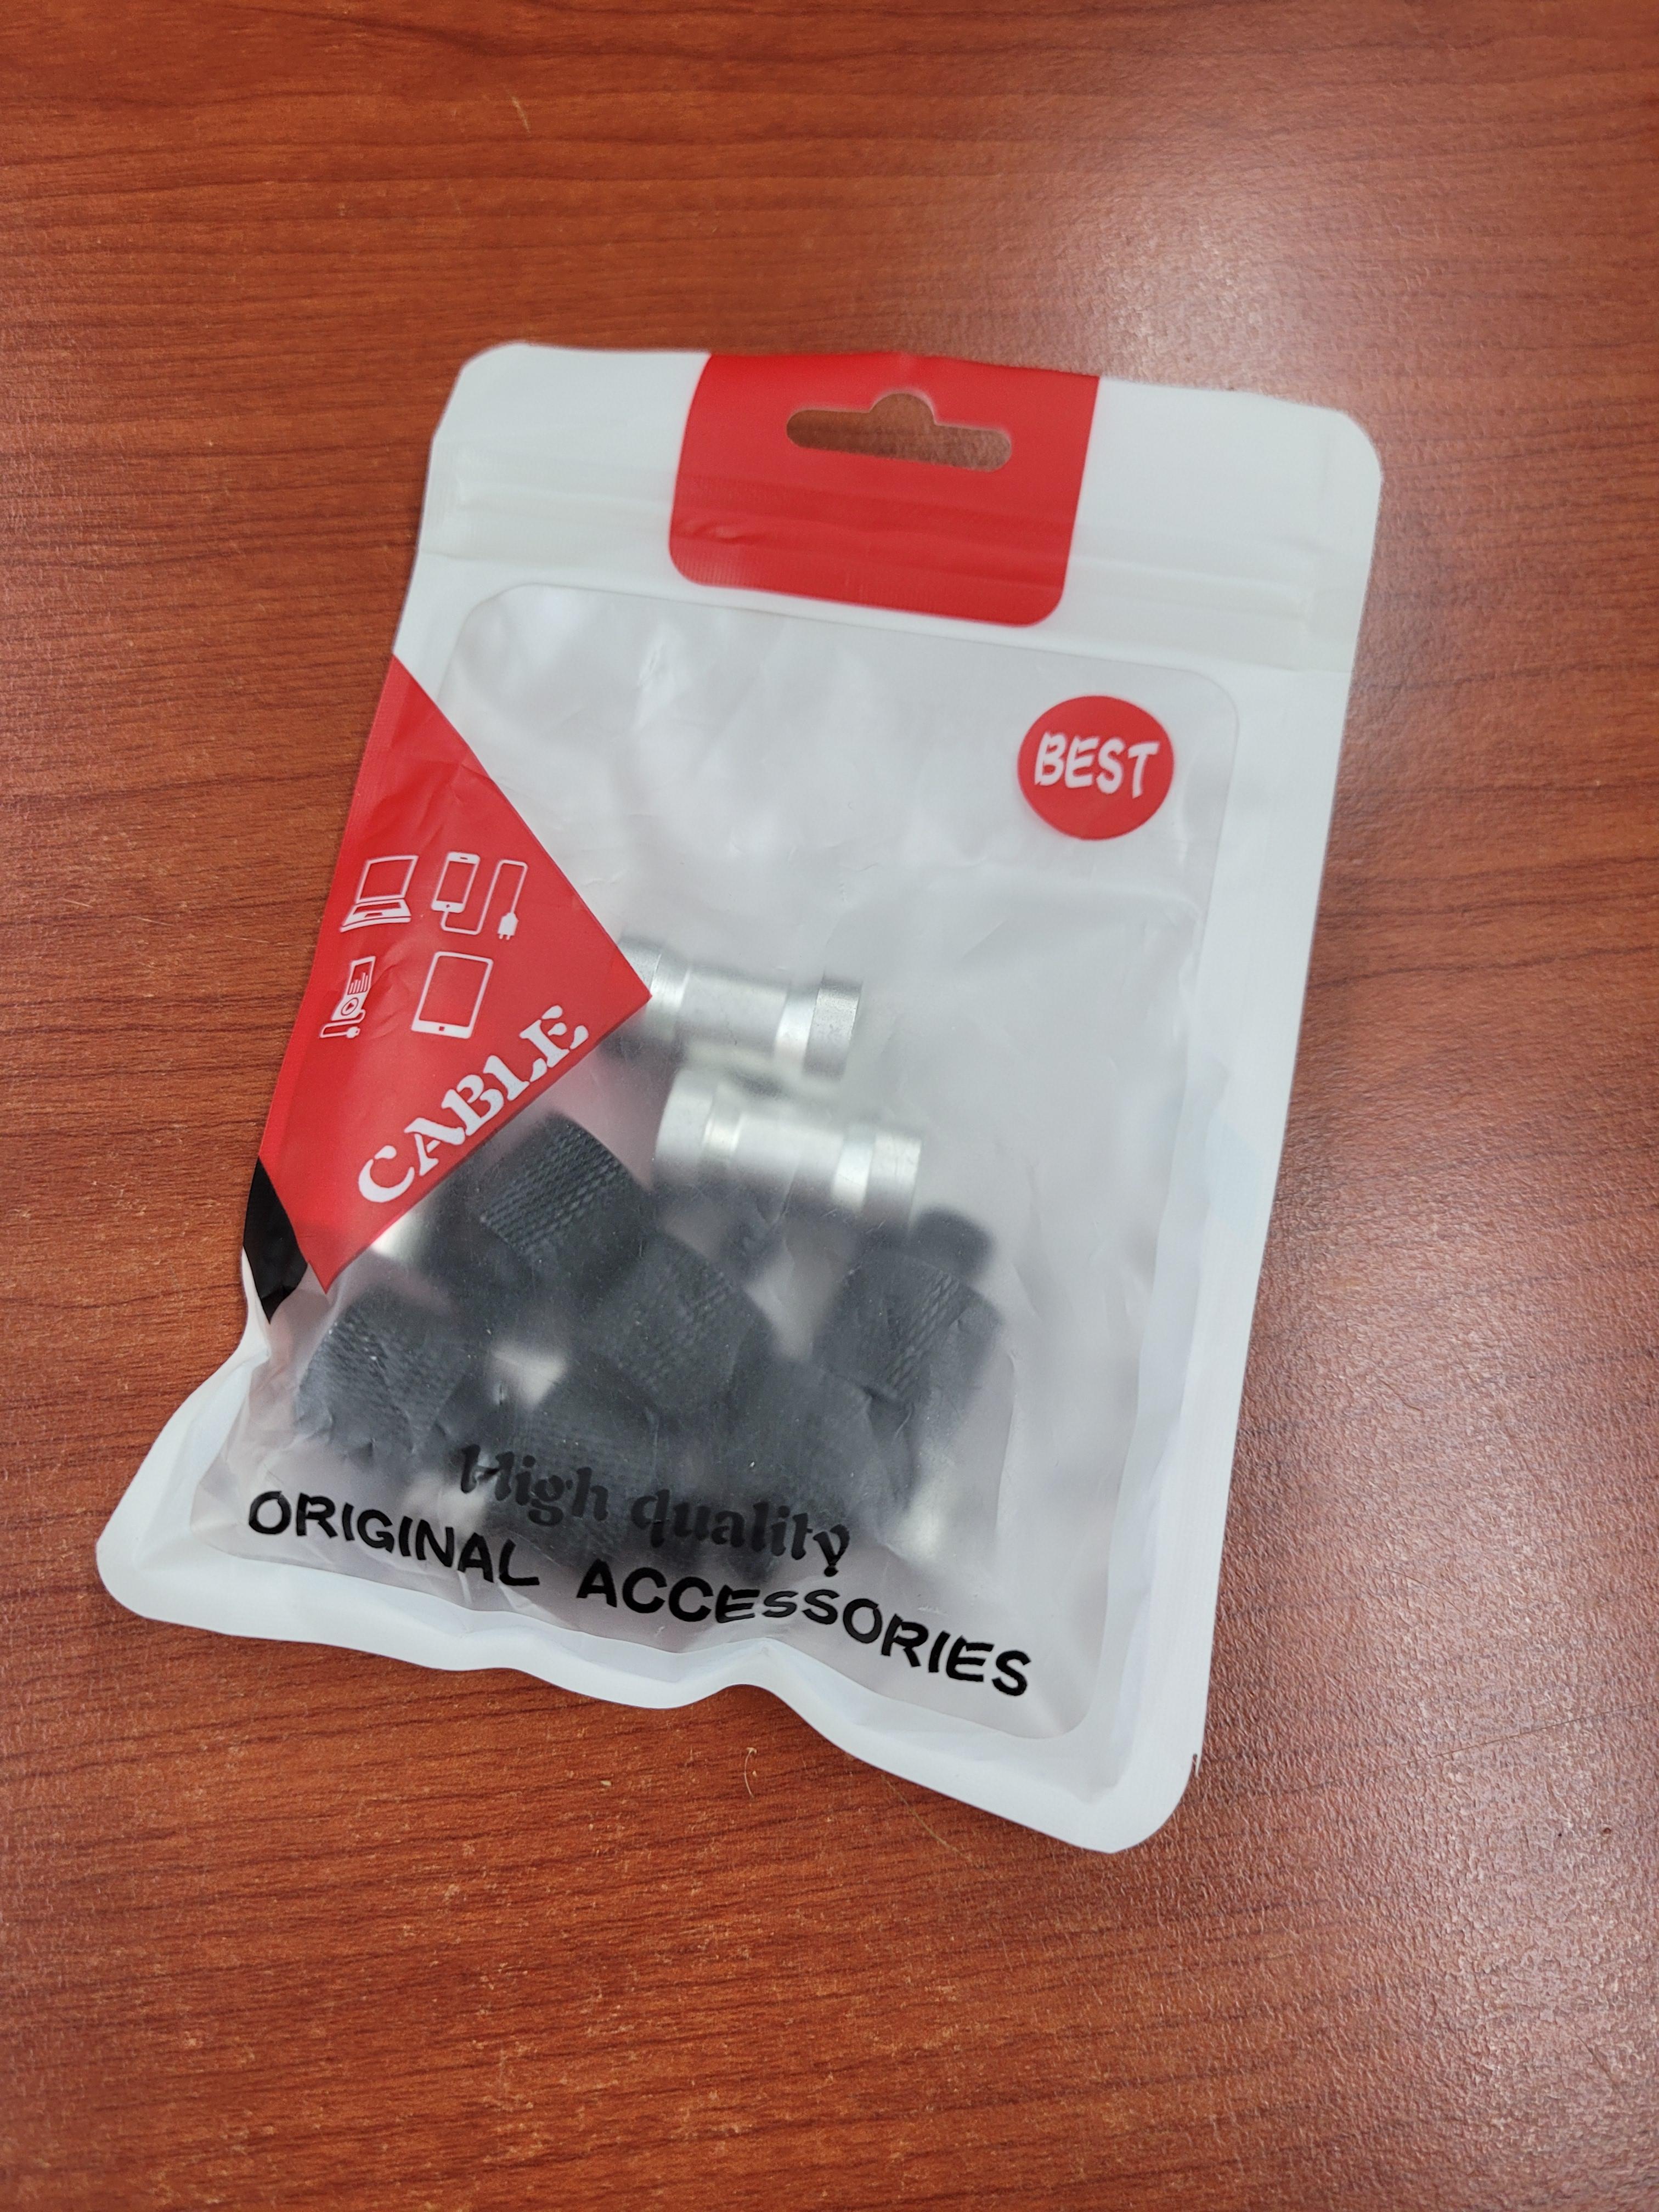 BEST
CABLE
High quality
ORIGINAL ACCESSORIES